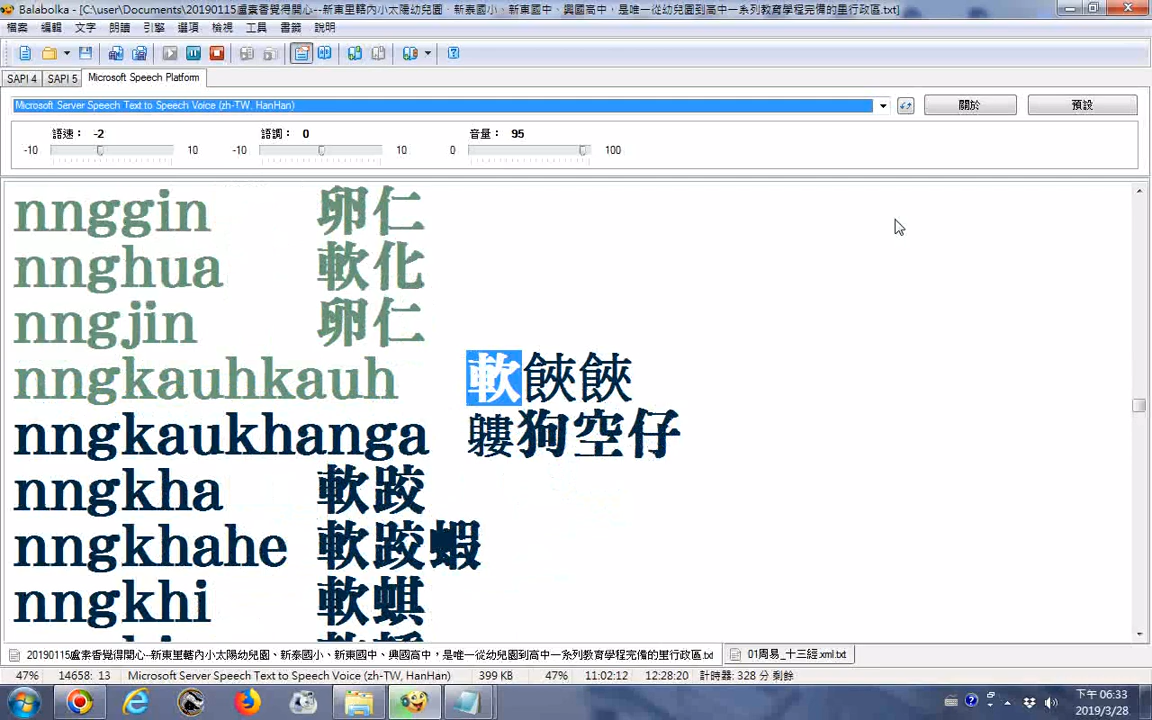 Balabolka - [C:\user\Documents\20190115盧素香覺得開心--新東里轄內小太陽幼兒園、新泰國小、新東國中、興國高中，是唯一從幼兒園到高中一系列教育學程完備的里行政區.txt]
檔案 編輯 文字 朗讀 引擎 選項 檢視 工具 書籤 說明
SAPI 4 SAPI 5 Microsoft Speech Platform
Microsoft Server Speech Text to Speech Voice (zh-TW, HanHan) 關於 預設
語速： -2 語調： 0 音量： 95
-10 10 -10 10 0 100
nnggin 卵仁
nnghua 軟化
nngjin 卵仁
nngkauhkauh 軟餄餄
nngkaukhanga 䠡狗空仔
nngkha 軟跤
nngkhahe 軟跤蝦
nngkhi 軟蜞
20190115盧素香覺得開心--新東里轄內小太陽幼兒園、新泰國小、新東國中、興國高中，是唯一從幼兒園到高中一系列教育學程完備的里行政區.txt 01周易_十三經.xml.txt
47% 14658: 13 Microsoft Server Speech Text to Speech Voice (zh-TW, HanHan) 399 KB 47% 11:02:12 12:28:20 計時器: 328 分 剩餘
下午 06:33
2019/3/28